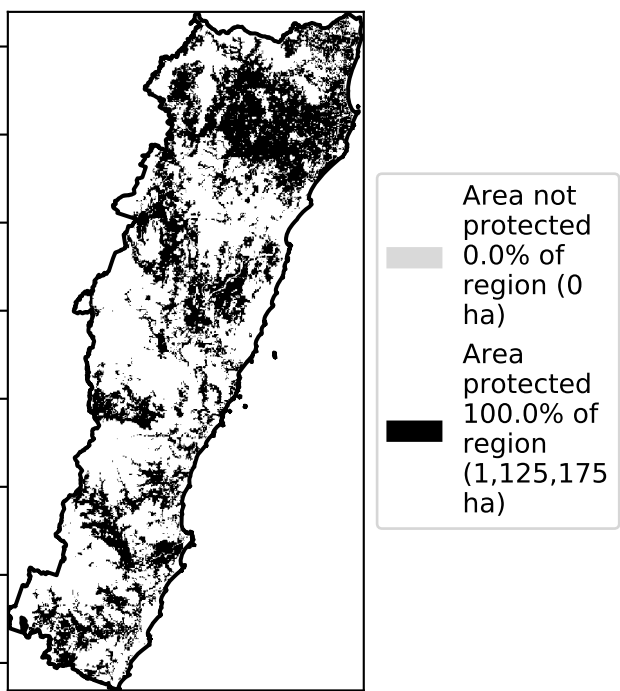 Area not
protected
0.0% of
region (0
ha)
Area
protected
100.0% of
region
(1,125,175
ha)